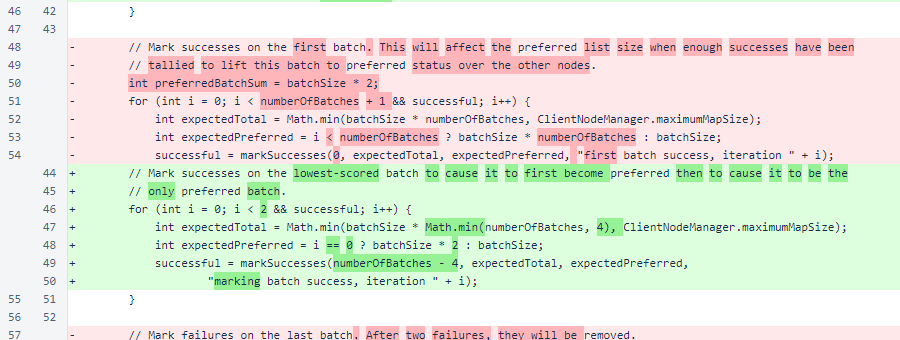 46 42 }
47 43
48 - // Mark successes on the first batch. This will affect the preferred list size when enough successes have been
49 - // tallied to lift this batch to preferred status over the other nodes.
50 - int preferredBatchSum = batchSize * 2;
51 - for (int i = 0; i < numberOfBatches + 1 && successful; i++) {
52 - int expectedTotal = Math.min(batchSize * numberOfBatches, ClientNodeManager.maximumMapSize);
53 - int expectedPreferred = i < numberOfBatches ? batchSize * numberOfBatches : batchSize;
54 - successful = markSuccesses(0, expectedTotal, expectedPreferred, "first batch success, iteration " + i);
44 + // Mark successes on the lowest-scored batch to cause it to first become preferred then to cause it to be the
45 + // only preferred batch.
46 + for (int i = 0; i < 2 && successful; i++) {
47 + int expectedTotal = Math.min(batchSize * Math.min(numberOfBatches, 4), ClientNodeManager.maximumMapSize);
48 + int expectedPreferred = i == 0 ? batchSize * 2 : batchSize;
49 + successful = markSuccesses(numberOfBatches - 4, expectedTotal, expectedPreferred,
50 + "marking batch success, iteration " + i);
55 51 }
56 52
57 - // Mark failures on the last batch. After two failures, they will be removed.